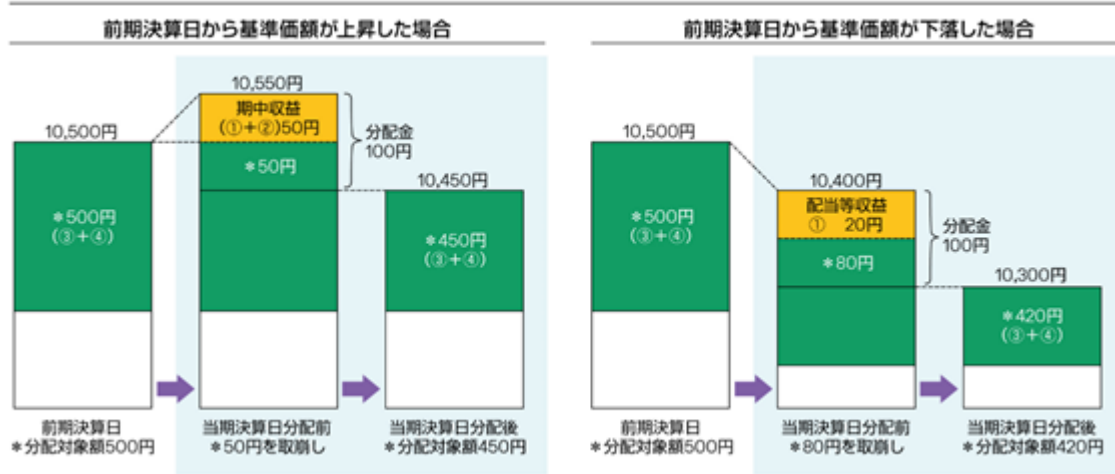 前期決算日から基準価額が上昇した場合
10,550円
期中収益
(①+②)50円
10,500円
分配金
100円
*50円
10,450円
*500円
(③+④)
*450円
(③+④)
前期決算日
*分配対象額500円
当期決算日分配前
*50円を取崩し
当期決算日分配後
*分配対象額450円
前期決算日から基準価額が下落した場合
10,500円
10,400円
配当等収益
① 20円
*500円
(③+④)
分配金
100円
*80円
10,300円
*420円
(③+④)
前期決算日
*分配対象額500円
当期決算日分配前
*80円を取崩し
当期決算日分配後
*分配対象額420円